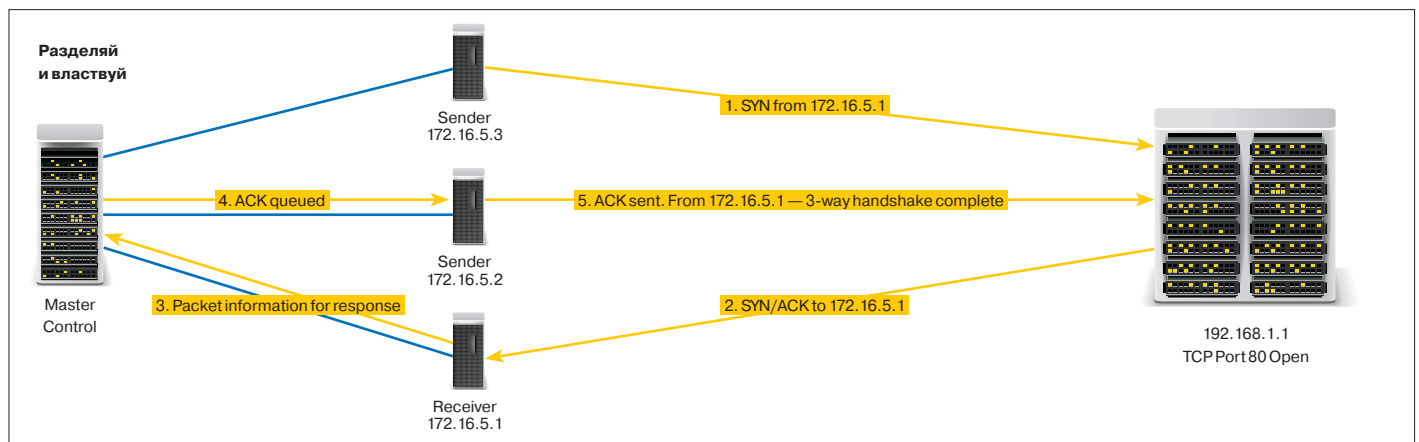 Разделяй
и властвуй
Sender
172.16.5.3
1. SYN from 172.16.5.1
4. ACK queued
5. ACK sent. From 172.16.5.1 — 3-way handshake complete
Sender
172.16.5.2
Master
Control
3. Packet information for response
2. SYN/ACK to 172.16.5.1
192.168.1.1
TCP Port 80 Open
Receiver
172.16.5.1